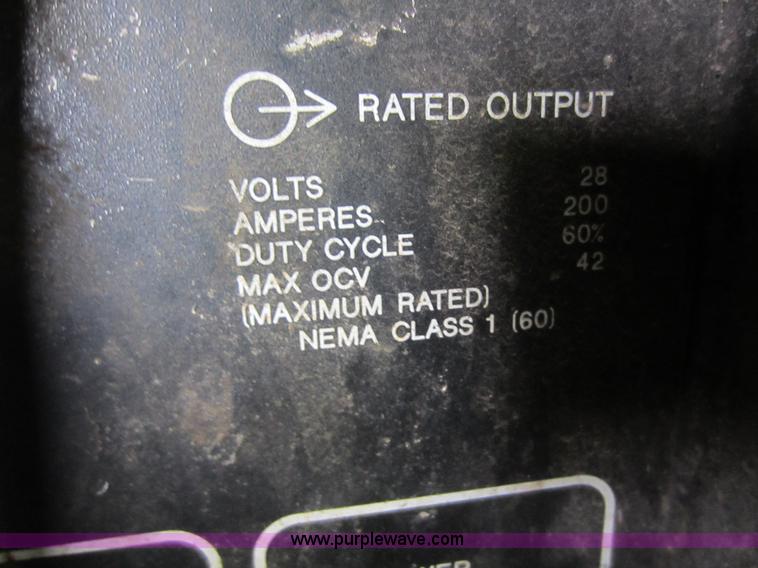 RATED OUTPUT
VOLTS 28
AMPERES 200
DUTY CYCLE 60%
MAX OCV 42
(MAXIMUM RATED)
NEMA CLASS 1 (60)
www.purplewave.com